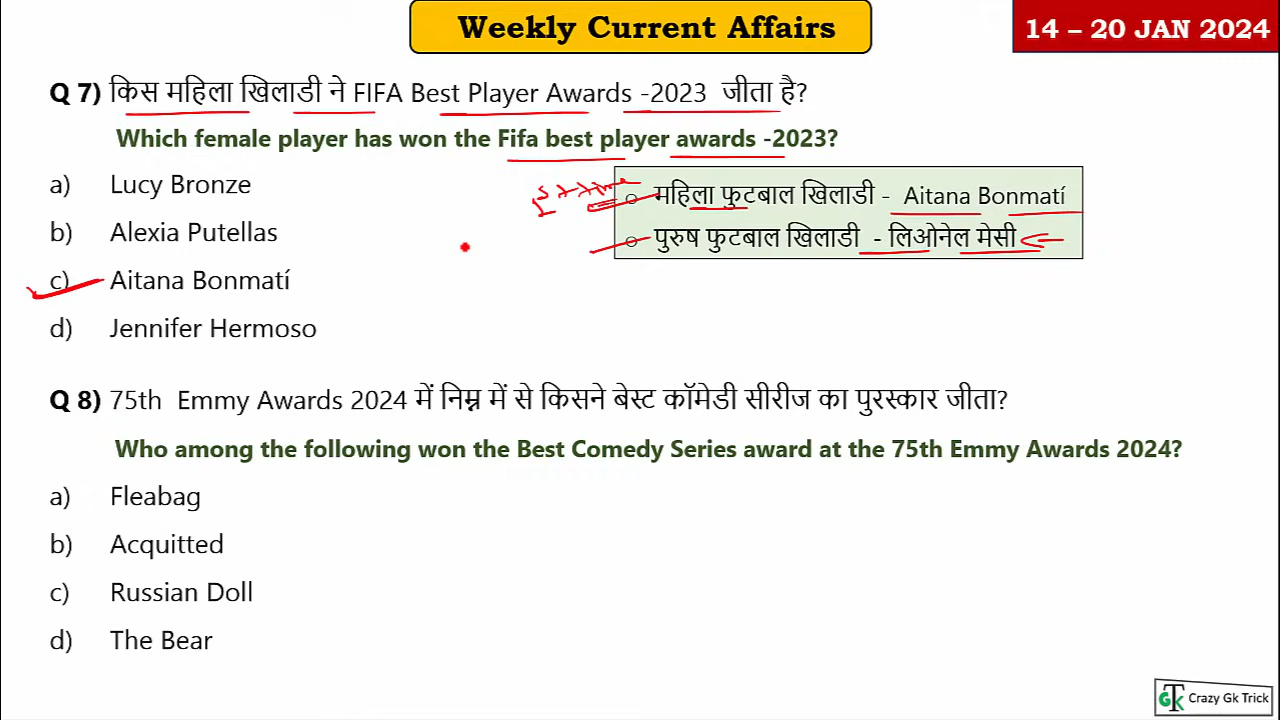 Weekly Current Affairs
14 – 20 JAN 2024
Q 7) किस महिला खिलाडी ने FIFA Best Player Awards -2023 जीता है?
Which female player has won the Fifa best player awards -2023?
a) Lucy Bronze
b) Alexia Putellas
c) Aitana Bonmatí
d) Jennifer Hermoso
○ महिला फुटबाल खिलाडी - Aitana Bonmatí
○ पुरुष फुटबाल खिलाडी - लिओनेल मेसी
Q 8) 75th Emmy Awards 2024 में निम्न में से किसने बेस्ट कॉमेडी सीरीज का पुरस्कार जीता?
Who among the following won the Best Comedy Series award at the 75th Emmy Awards 2024?
a) Fleabag
b) Acquitted
c) Russian Doll
d) The Bear
GTK Crazy Gk Trick